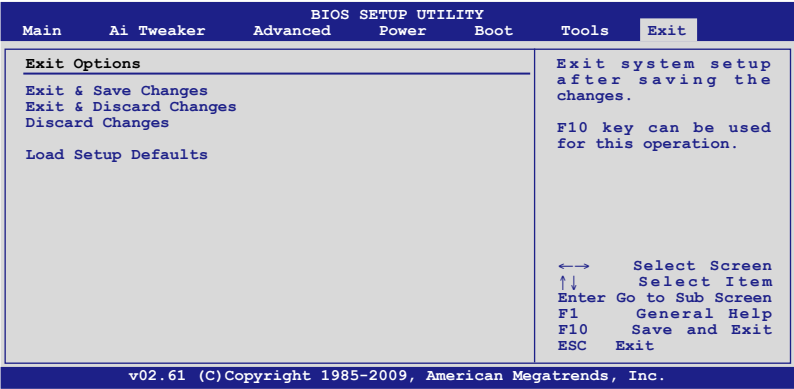 BIOS SETUP UTILITY
Main Ai Tweaker Advanced Power Boot Tools Exit
Exit Options
Exit & Save Changes
Exit & Discard Changes
Discard Changes
Load Setup Defaults
Exit system setup
after saving the
changes.
F10 key can be used
for this operation.
←→ Select Screen
↑↓ Select Item
Enter Go to Sub Screen
F1 General Help
F10 Save and Exit
ESC Exit
v02.61 (C)Copyright 1985-2009, American Megatrends, Inc.